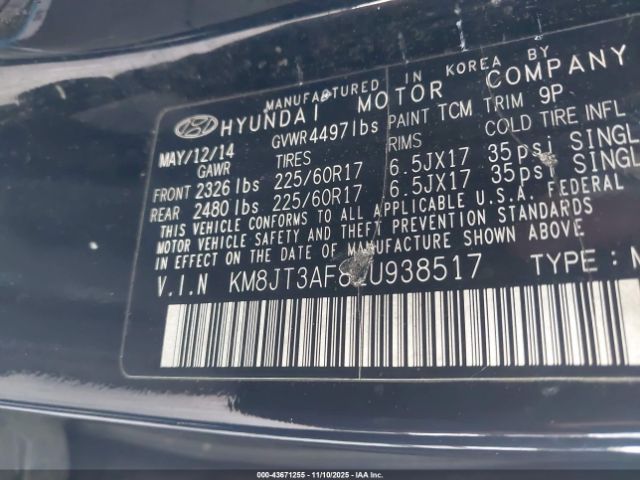 MANUFACTURED IN KOREA BY
HYUNDAI MOTOR COMPANY
MAY/12/14 GVWR 4497 lbs PAINT TCM TRIM 9P
GAWR TIRES RIMS COLD TIRE INFL
FRONT 2326 lbs 225/60R17 6.5JX17 35psi SINGL
REAR 2480 lbs 225/60R17 6.5JX17 35psi SINGL
THIS VEHICLE CONFORMS TO ALL APPLICABLE U.S.A. FEDERAL
MOTOR VEHICLE SAFETY AND THEFT PREVENTION STANDARDS
IN EFFECT ON THE DATE OF MANUFACTURE SHOWN ABOVE.
V.I.N TYPE :
000-43671255 - 11/10/2025 - IAAI Inc.